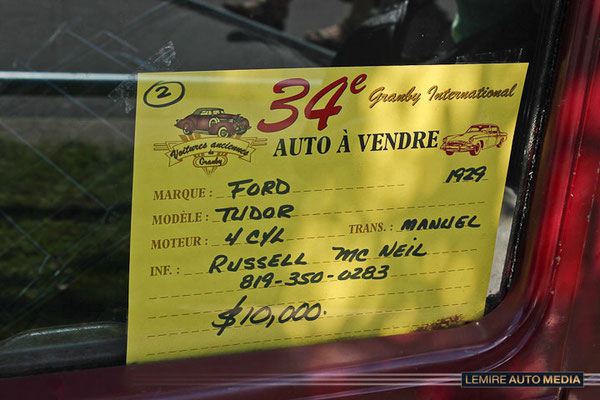 2
34e Granby International
Voitures anciennes
de
Granby
AUTO À VENDRE
1929
MARQUE : FORD
MODÈLE : TUDOR
MOTEUR : 4 CYL TRANS. : MANUEL
INF. : RUSSELL MC NEIL
819-350-0283
$10,000.
LEMIRE AUTO MEDIA